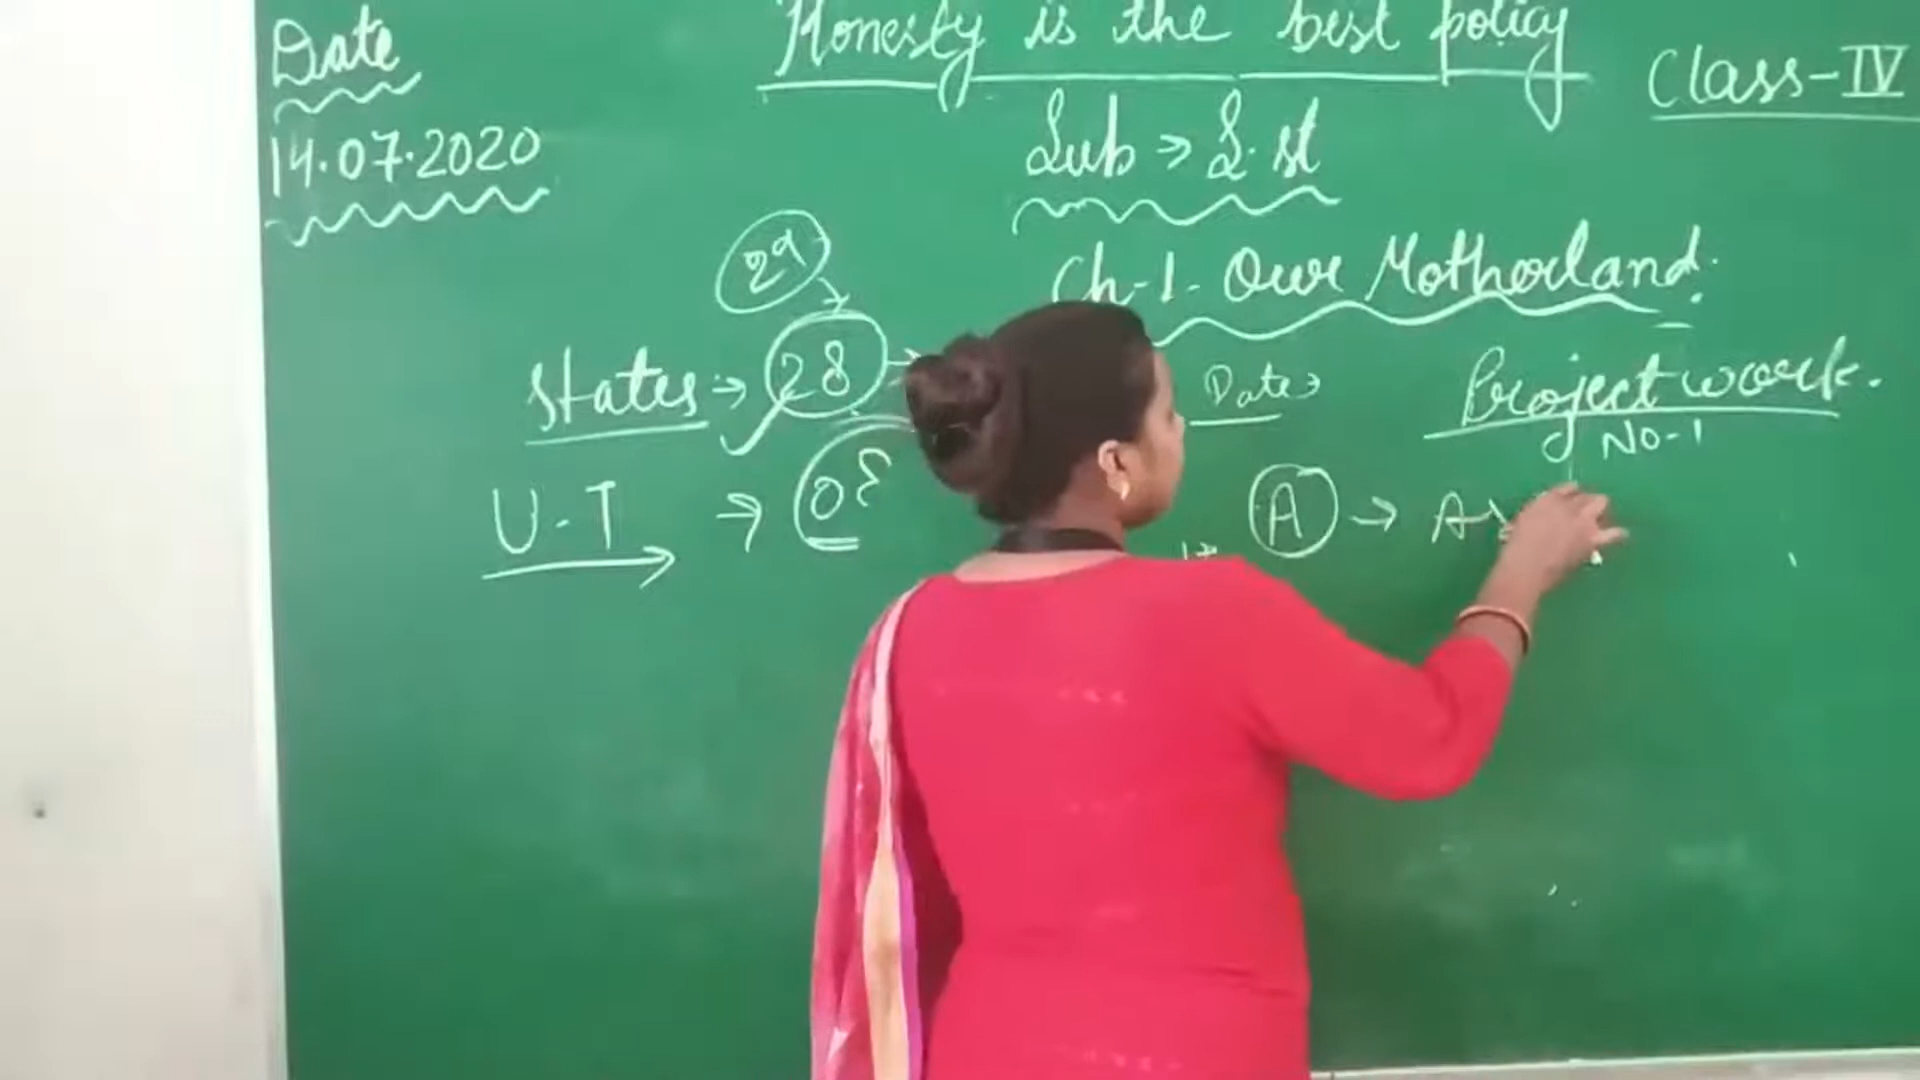 Honesty is the best policy
Date
14.07.2020
Class-IV
Sub → S.st
Ch-1. Our Motherland.
29
States → 28
U.T → 08
Date →
Project work.
No-1
A → A